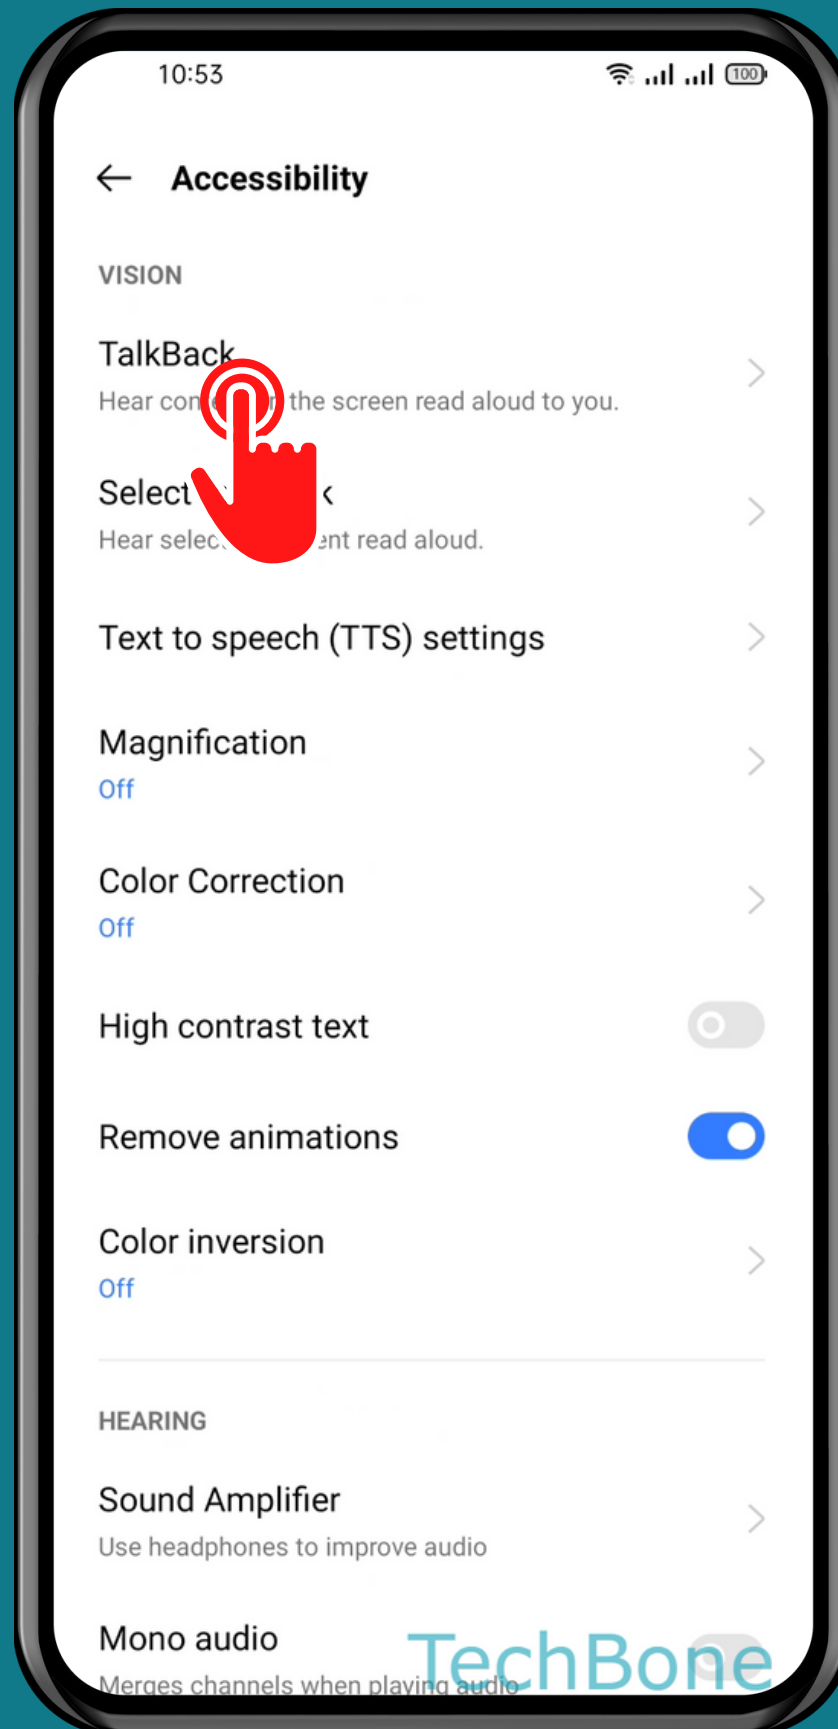 10:53
100
Accessibility
VISION
TalkBack
Hear con the screen read aloud to you.
Select k
Hear selec ent read aloud.
Text to speech (TTS) settings
Magnification
Off
Color Correction
Off
High contrast text
Remove animations
Color inversion
Off
HEARING
Sound Amplifier
Use headphones to improve audio
Mono audio
Merges channels when playing audio
TechBone